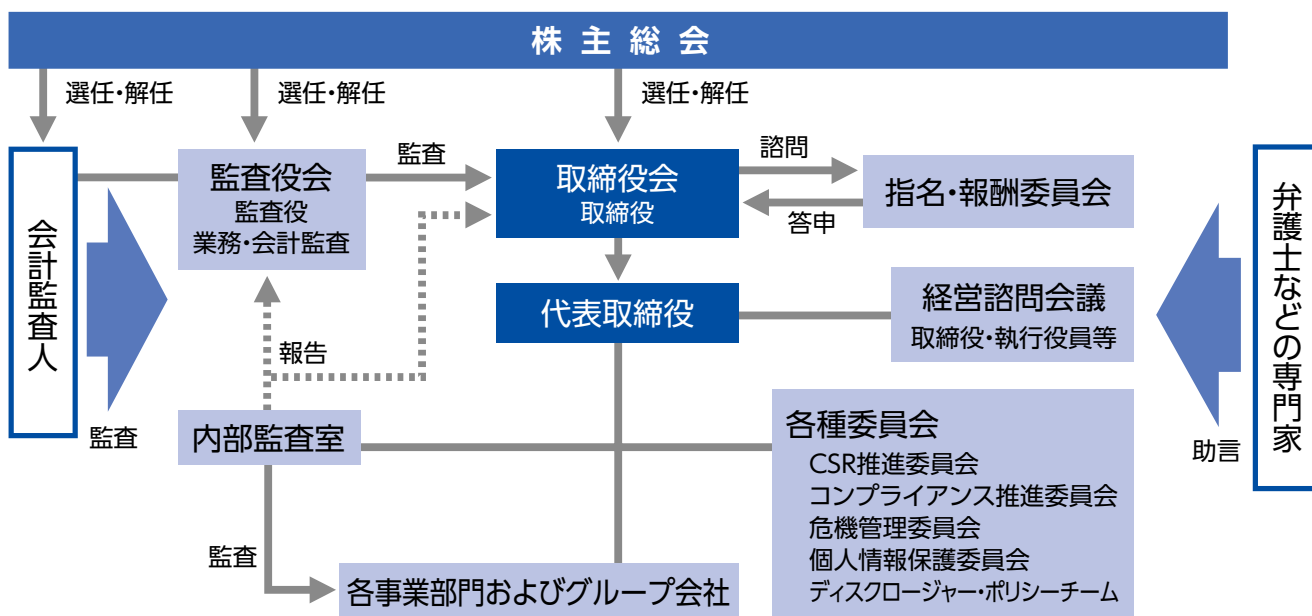 株主総会
選任・解任
選任・解任
選任・解任
会計監査人
監査
監査役会
監査役
業務・会計監査
監査
取締役会
取締役
諮問
答申
指名・報酬委員会
代表取締役
経営諮問会議
取締役・執行役員等
弁護士などの専門家
助言
報告
内部監査室
監査
各事業部門およびグループ会社
各種委員会
CSR推進委員会
コンプライアンス推進委員会
危機管理委員会
個人情報保護委員会
ディスクロージャー・ポリシーチーム